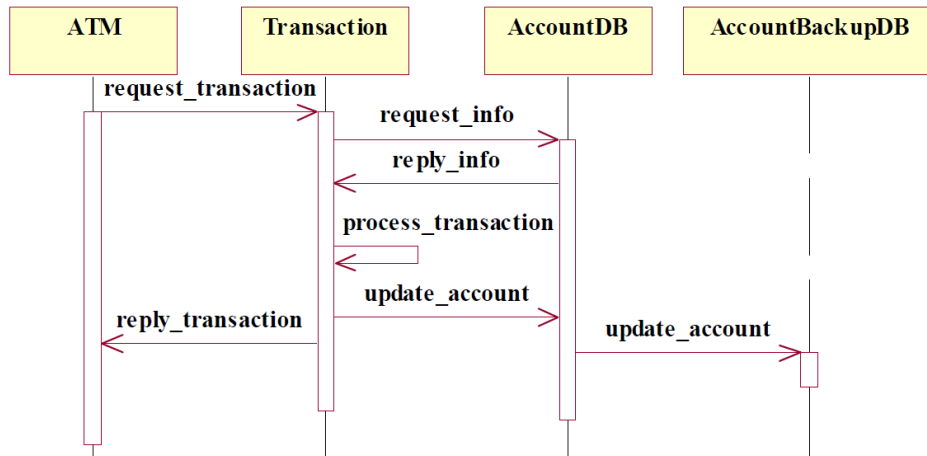 ATM
Transaction
AccountDB
AccountBackupDB
request_transaction
request_info
reply_info
process_transaction
update_account
reply_transaction
update_account